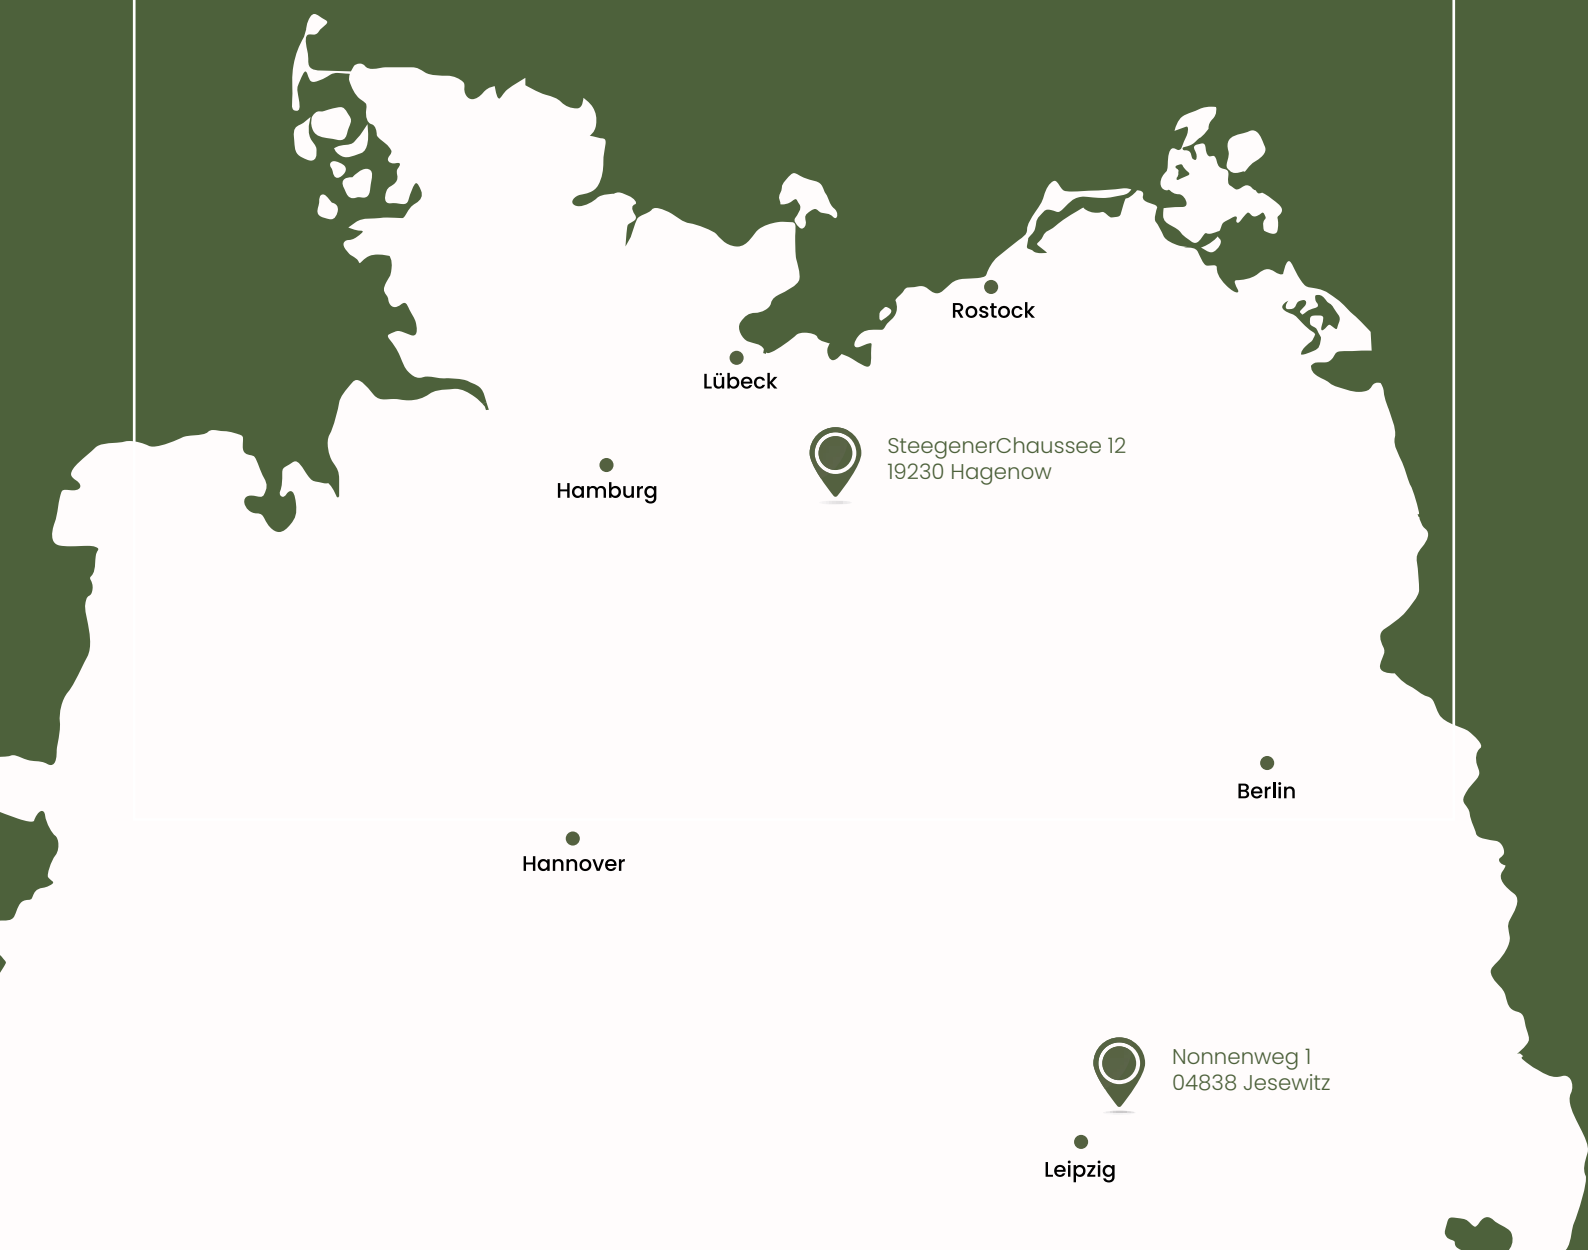 Rostock
Lübeck
SteegenerChaussee 12
19230 Hagenow
Hamburg
Berlin
Hannover
Nonnenweg 1
04838 Jesewitz
Leipzig